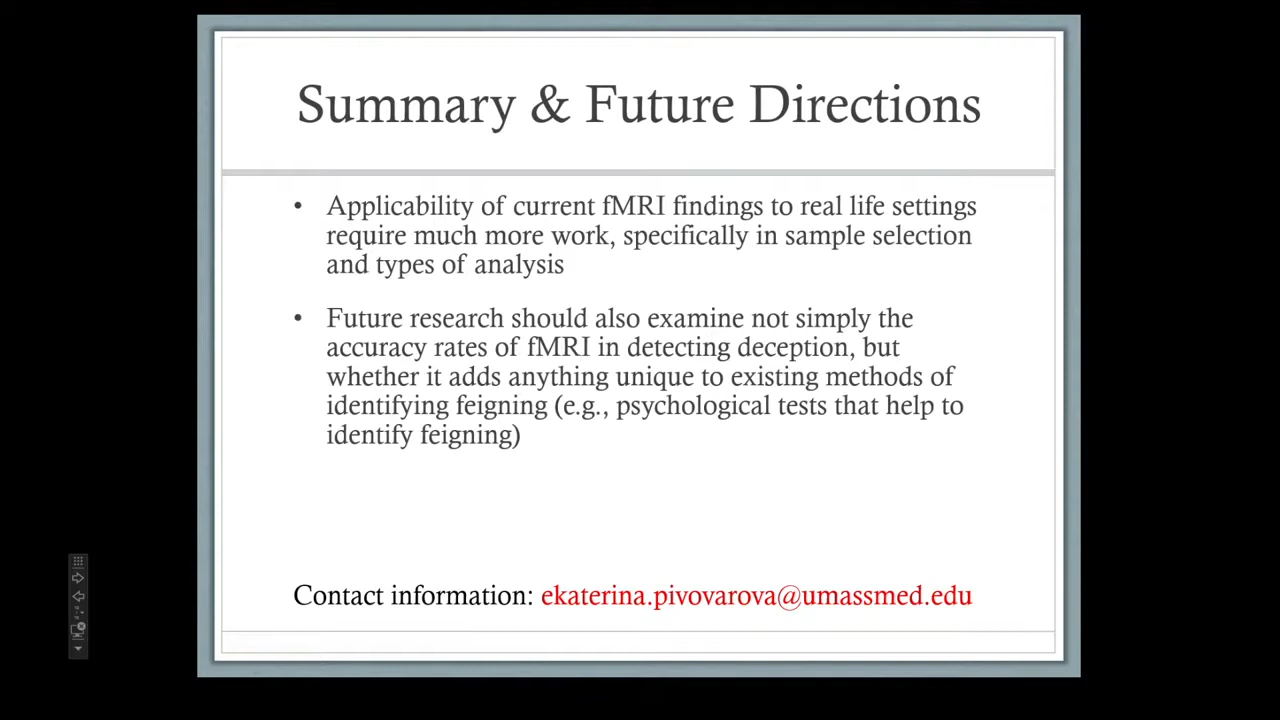 Summary & Future Directions
• Applicability of current fMRI findings to real life settings
require much more work, specifically in sample selection
and types of analysis
• Future research should also examine not simply the
accuracy rates of fMRI in detecting deception, but
whether it adds anything unique to existing methods of
identifying feigning (e.g., psychological tests that help to
identify feigning)
Contact information: ekaterina.pivovarova@umassmed.edu